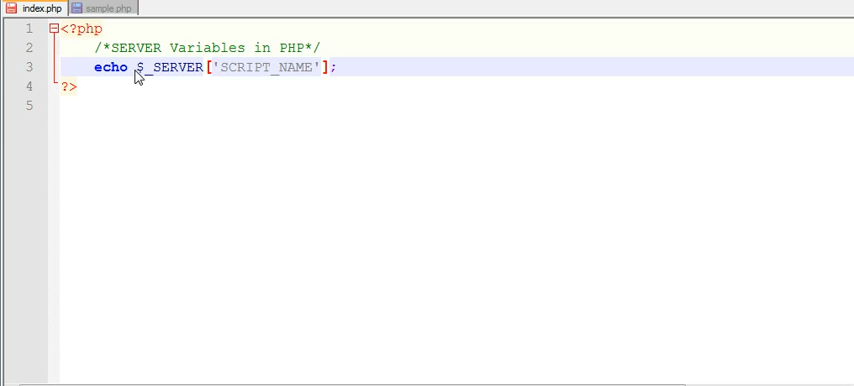 index.php sample.php
1 <?php
2 /*SERVER Variables in PHP*/
3 echo $_SERVER['SCRIPT_NAME'];
4 ?>
5